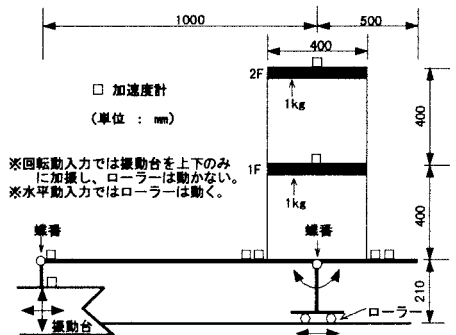 1000
500
400
2F
□ 加速度計
1kg
400
(単位 : mm)
※回転動入力では振動台を上下のみ
に加振し、ローラーは動かない。
※水平動入力ではローラーは動く。
1F
1kg
400
蝶番
蝶番
210
ローラー
振動台